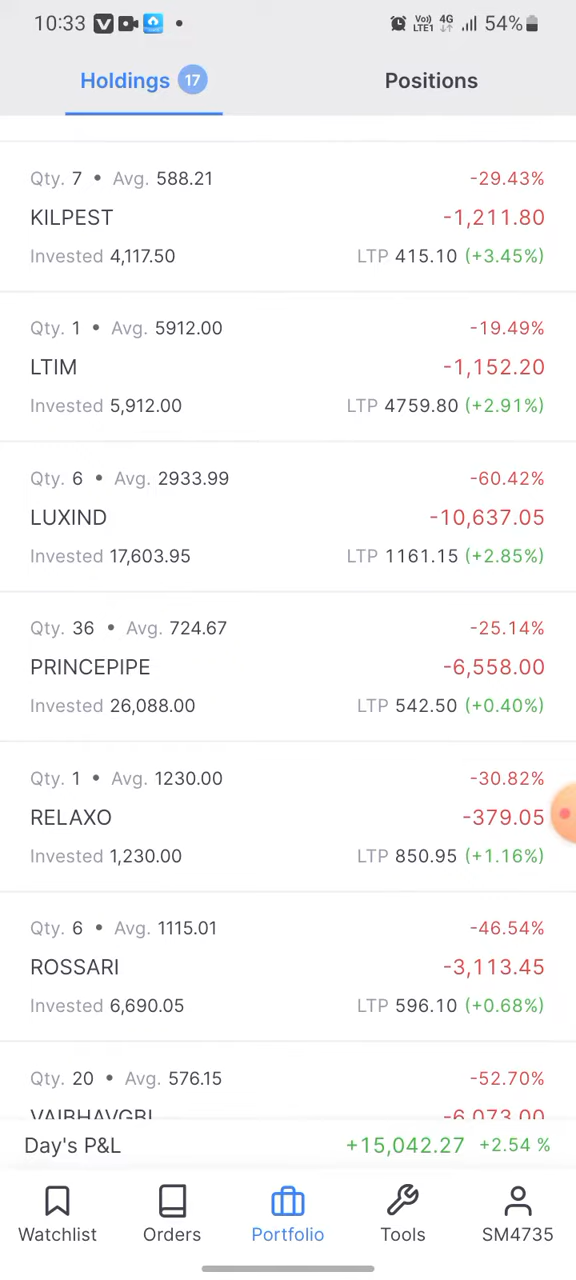 10:33
Vo)) LTE1 4G 54%
Holdings 17 Positions
Qty. 7 • Avg. 588.21 -29.43%
KILPEST -1,211.80
Invested 4,117.50 LTP 415.10 (+3.45%)
Qty. 1 • Avg. 5912.00 -19.49%
LTIM -1,152.20
Invested 5,912.00 LTP 4759.80 (+2.91%)
Qty. 6 • Avg. 2933.99 -60.42%
LUXIND -10,637.05
Invested 17,603.95 LTP 1161.15 (+2.85%)
Qty. 36 • Avg. 724.67 -25.14%
PRINCEPIPE -6,558.00
Invested 26,088.00 LTP 542.50 (+0.40%)
Qty. 1 • Avg. 1230.00 -30.82%
RELAXO -379.05
Invested 1,230.00 LTP 850.95 (+1.16%)
Qty. 6 • Avg. 1115.01 -46.54%
ROSSARI -3,113.45
Invested 6,690.05 LTP 596.10 (+0.68%)
Qty. 20 • Avg. 576.15 -52.70%
VAIBHAVGBL -6,073.00
Day's P&L +15,042.27 +2.54 %
Watchlist Orders Portfolio Tools SM4735